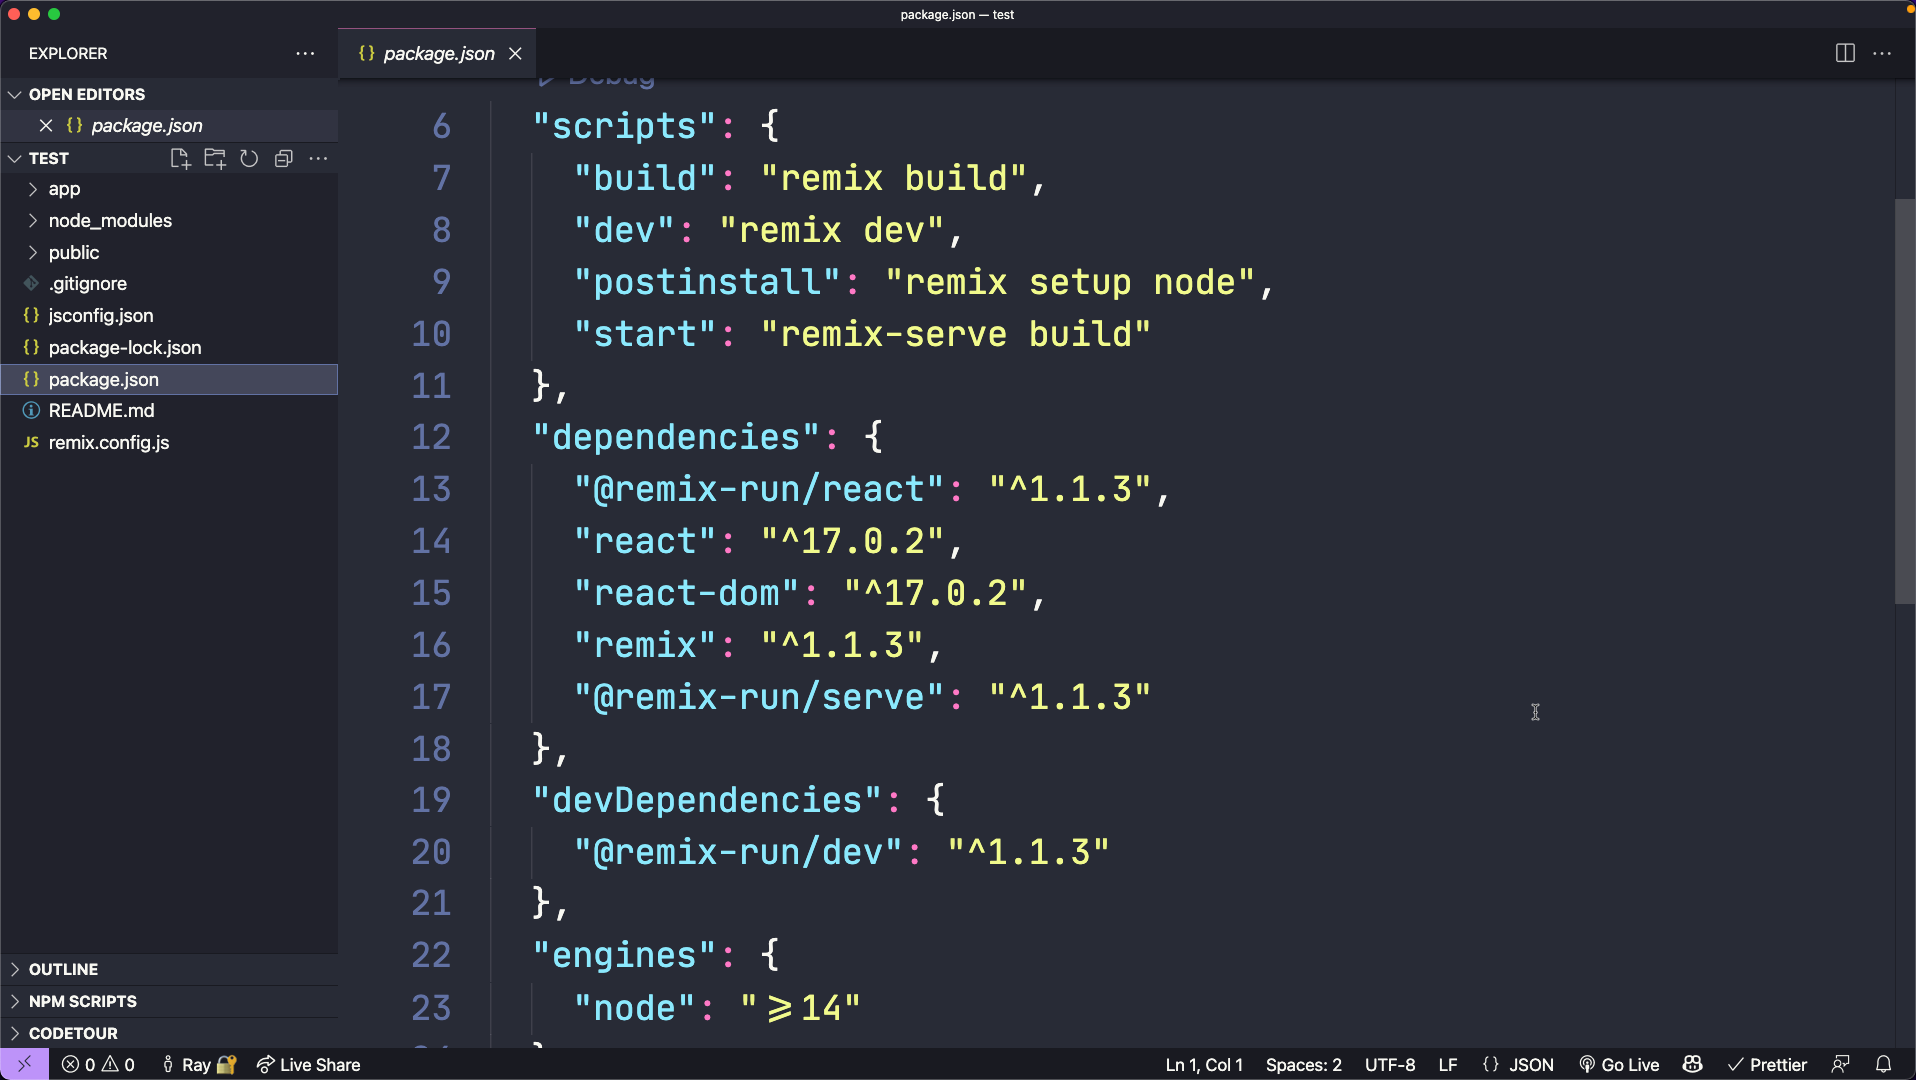 package.json — test
EXPLORER
package.json
OPEN EDITORS
package.json
TEST
app
node_modules
public
.gitignore
jsconfig.json
package-lock.json
package.json
README.md
JS remix.config.js
OUTLINE
NPM SCRIPTS
CODETOUR
Debug
6 "scripts": {
7 "build": "remix build",
8 "dev": "remix dev",
9 "postinstall": "remix setup node",
10 "start": "remix-serve build"
11 },
12 "dependencies": {
13 "@remix-run/react": "^1.1.3",
14 "react": "^17.0.2",
15 "react-dom": "^17.0.2",
16 "remix": "^1.1.3",
17 "@remix-run/serve": "^1.1.3"
18 },
19 "devDependencies": {
20 "@remix-run/dev": "^1.1.3"
21 },
22 "engines": {
23 "node": "⩾14"
0 0 Ray Live Share Ln 1, Col 1 Spaces: 2 UTF-8 LF {} JSON Go Live Prettier